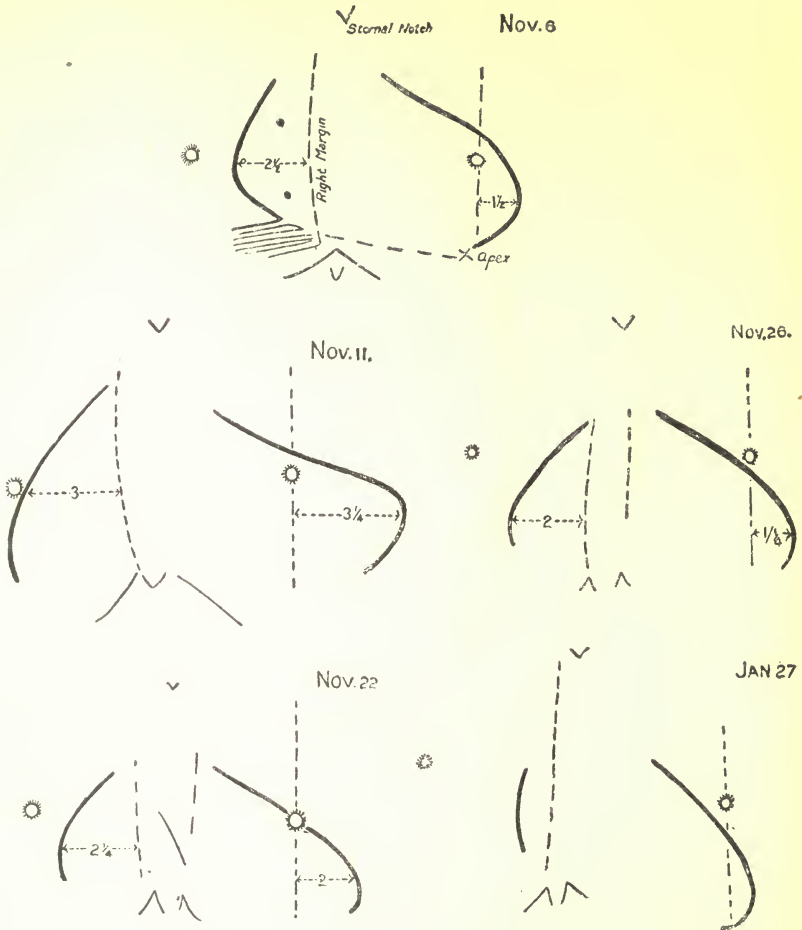 Sternal Notch
Nov. 6
2½
Right Margin
1½
apex
Nov. 11.
3
3¼
Nov. 26.
2
1¼
Nov. 22
2¼
2
JAN 27